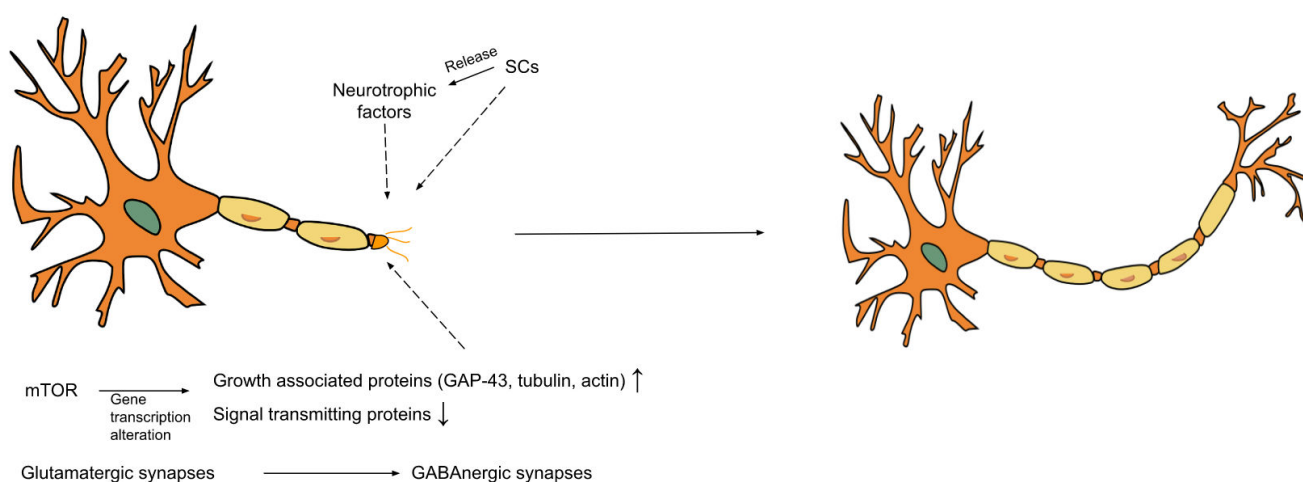 Release
SCs
Neurotrophic
factors
mTOR
Gene
transcription
alteration
Growth associated proteins (GAP-43, tubulin, actin) ↑
Signal transmitting proteins ↓
Glutamatergic synapses
GABAnergic synapses